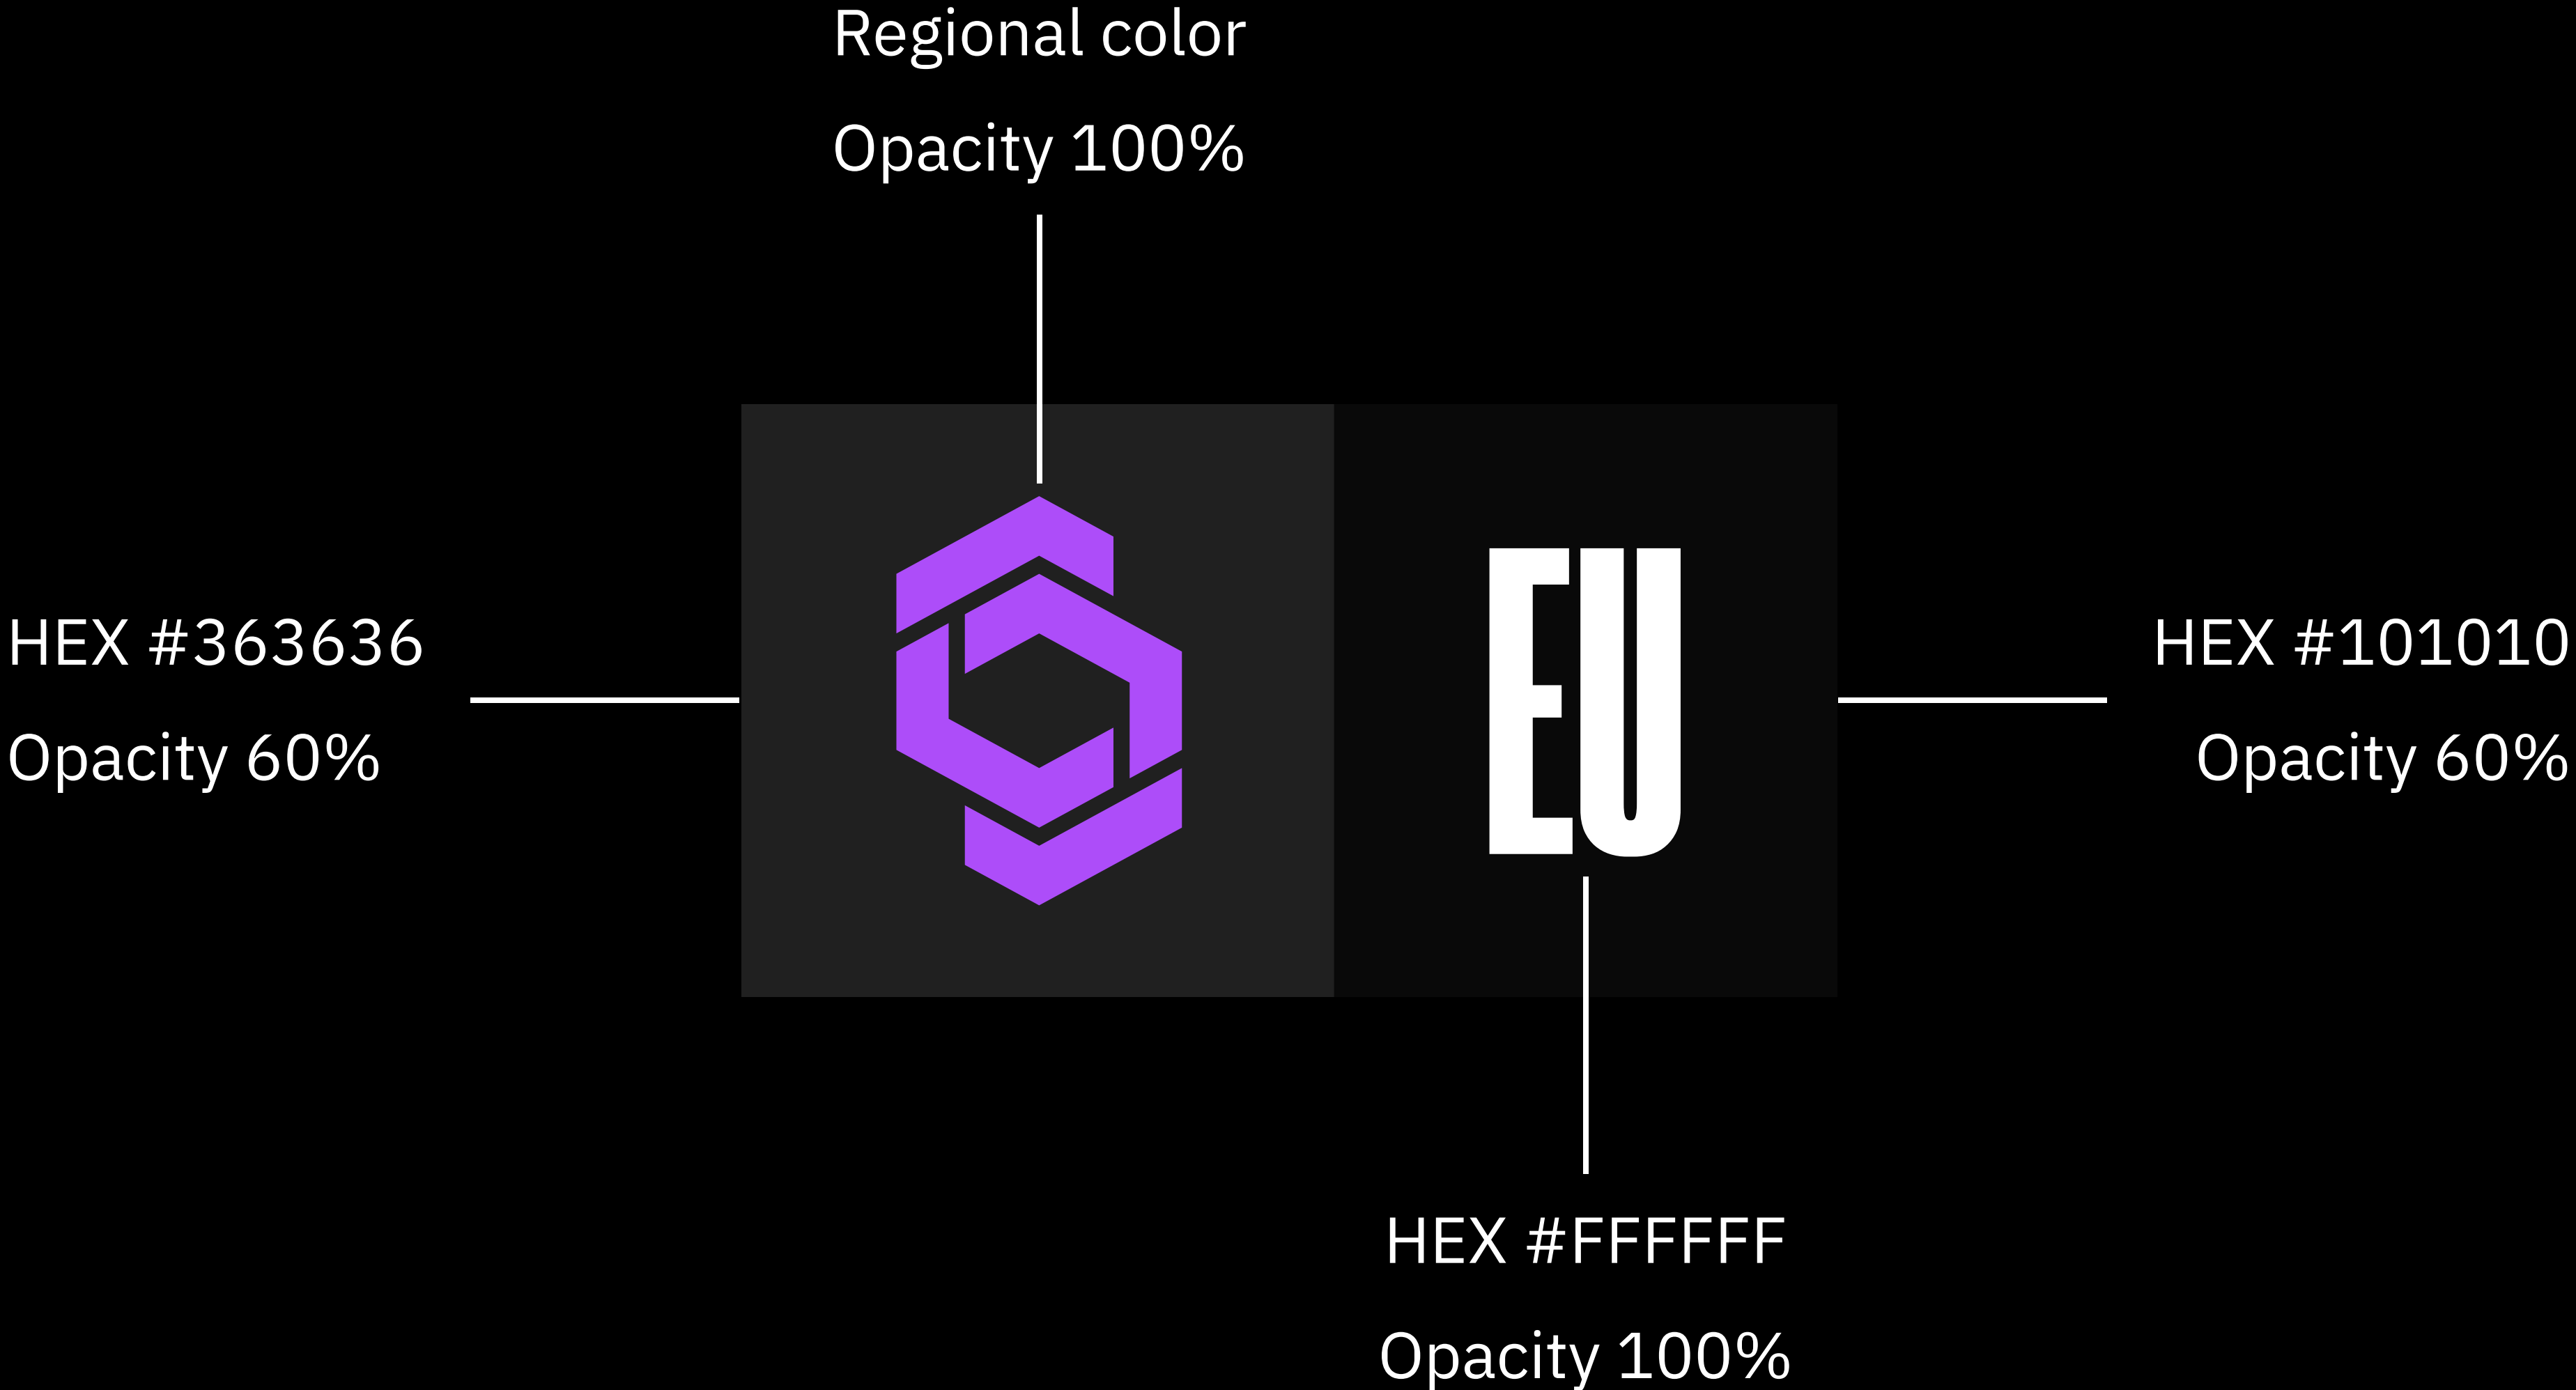 Regional color
Opacity 100%
HEX #363636
Opacity 60%
EU
HEX #101010
Opacity 60%
HEX #FFFFFF
Opacity 100%